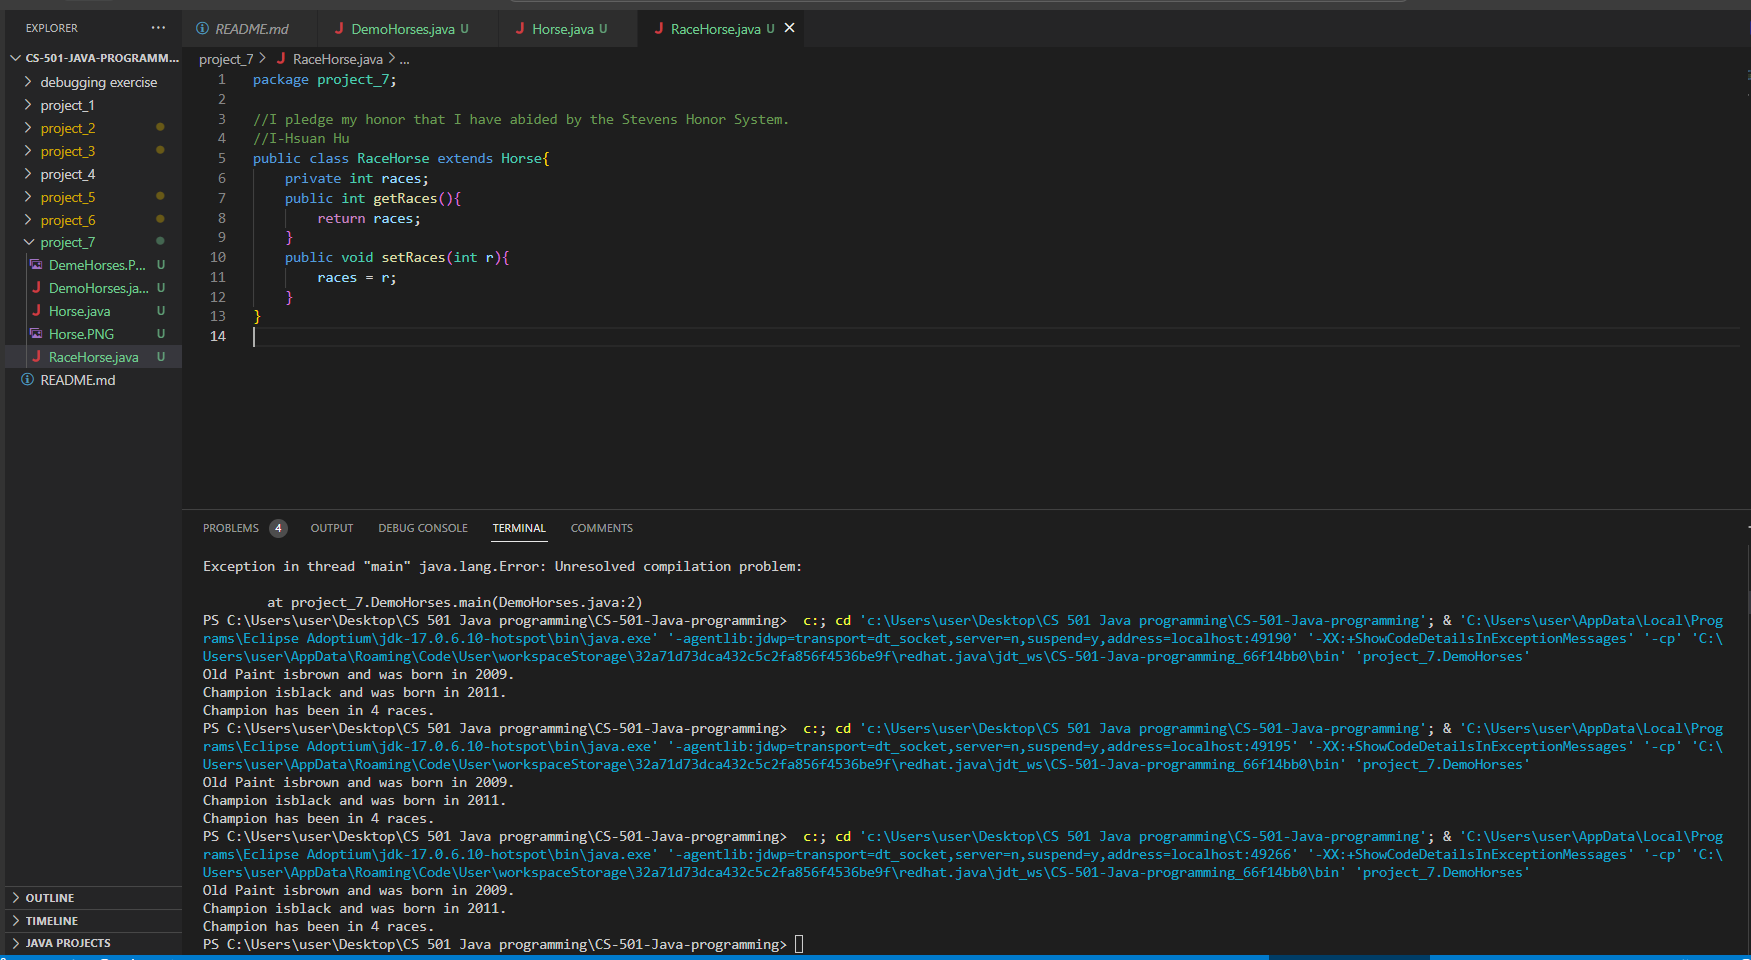 EXPLORER ···
CS-501-JAVA-PROGRAMM...
debugging exercise
project_1
project_2
project_3
project_4
project_5
project_6
project_7
DemeHorses.P... U
DemoHorses.ja... U
Horse.java U
Horse.PNG U
RaceHorse.java U
README.md
OUTLINE
TIMELINE
JAVA PROJECTS
README.md DemoHorses.java U Horse.java U RaceHorse.java U
project_7 > RaceHorse.java > ...
1 package project_7;
2
3 //I pledge my honor that I have abided by the Stevens Honor System.
4 //I-Hsuan Hu
5 public class RaceHorse extends Horse{
6 private int races;
7 public int getRaces(){
8 return races;
9 }
10 public void setRaces(int r){
11 races = r;
12 }
13 }
14
PROBLEMS 4 OUTPUT DEBUG CONSOLE TERMINAL COMMENTS
Exception in thread "main" java.lang.Error: Unresolved compilation problem:
at project_7.DemoHorses.main(DemoHorses.java:2)
PS C:\Users\user\Desktop\CS 501 Java programming\CS-501-Java-programming> c:; cd 'c:\Users\user\Desktop\CS 501 Java programming\CS-501-Java-programming'; & 'C:\Users\user\AppData\Local\Prog
rams\Eclipse Adoptium\jdk-17.0.6.10-hotspot\bin\java.exe' '-agentlib:jdwp=transport=dt_socket,server=n,suspend=y,address=localhost:49190' '-XX:+ShowCodeDetailsInExceptionMessages' '-cp' 'C:\
Users\user\AppData\Roaming\Code\User\workspaceStorage\32a71d73dca432c5c2fa856f4536be9f\redhat.java\jdt_ws\CS-501-Java-programming_66f14bb0\bin' 'project_7.DemoHorses'
Old Paint isbrown and was born in 2009.
Champion isblack and was born in 2011.
Champion has been in 4 races.
PS C:\Users\user\Desktop\CS 501 Java programming\CS-501-Java-programming> c:; cd 'c:\Users\user\Desktop\CS 501 Java programming\CS-501-Java-programming'; & 'C:\Users\user\AppData\Local\Prog
rams\Eclipse Adoptium\jdk-17.0.6.10-hotspot\bin\java.exe' '-agentlib:jdwp=transport=dt_socket,server=n,suspend=y,address=localhost:49195' '-XX:+ShowCodeDetailsInExceptionMessages' '-cp' 'C:\
Users\user\AppData\Roaming\Code\User\workspaceStorage\32a71d73dca432c5c2fa856f4536be9f\redhat.java\jdt_ws\CS-501-Java-programming_66f14bb0\bin' 'project_7.DemoHorses'
Old Paint isbrown and was born in 2009.
Champion isblack and was born in 2011.
Champion has been in 4 races.
PS C:\Users\user\Desktop\CS 501 Java programming\CS-501-Java-programming> c:; cd 'c:\Users\user\Desktop\CS 501 Java programming\CS-501-Java-programming'; & 'C:\Users\user\AppData\Local\Prog
rams\Eclipse Adoptium\jdk-17.0.6.10-hotspot\bin\java.exe' '-agentlib:jdwp=transport=dt_socket,server=n,suspend=y,address=localhost:49266' '-XX:+ShowCodeDetailsInExceptionMessages' '-cp' 'C:\
Users\user\AppData\Roaming\Code\User\workspaceStorage\32a71d73dca432c5c2fa856f4536be9f\redhat.java\jdt_ws\CS-501-Java-programming_66f14bb0\bin' 'project_7.DemoHorses'
Old Paint isbrown and was born in 2009.
Champion isblack and was born in 2011.
Champion has been in 4 races.
PS C:\Users\user\Desktop\CS 501 Java programming\CS-501-Java-programming>